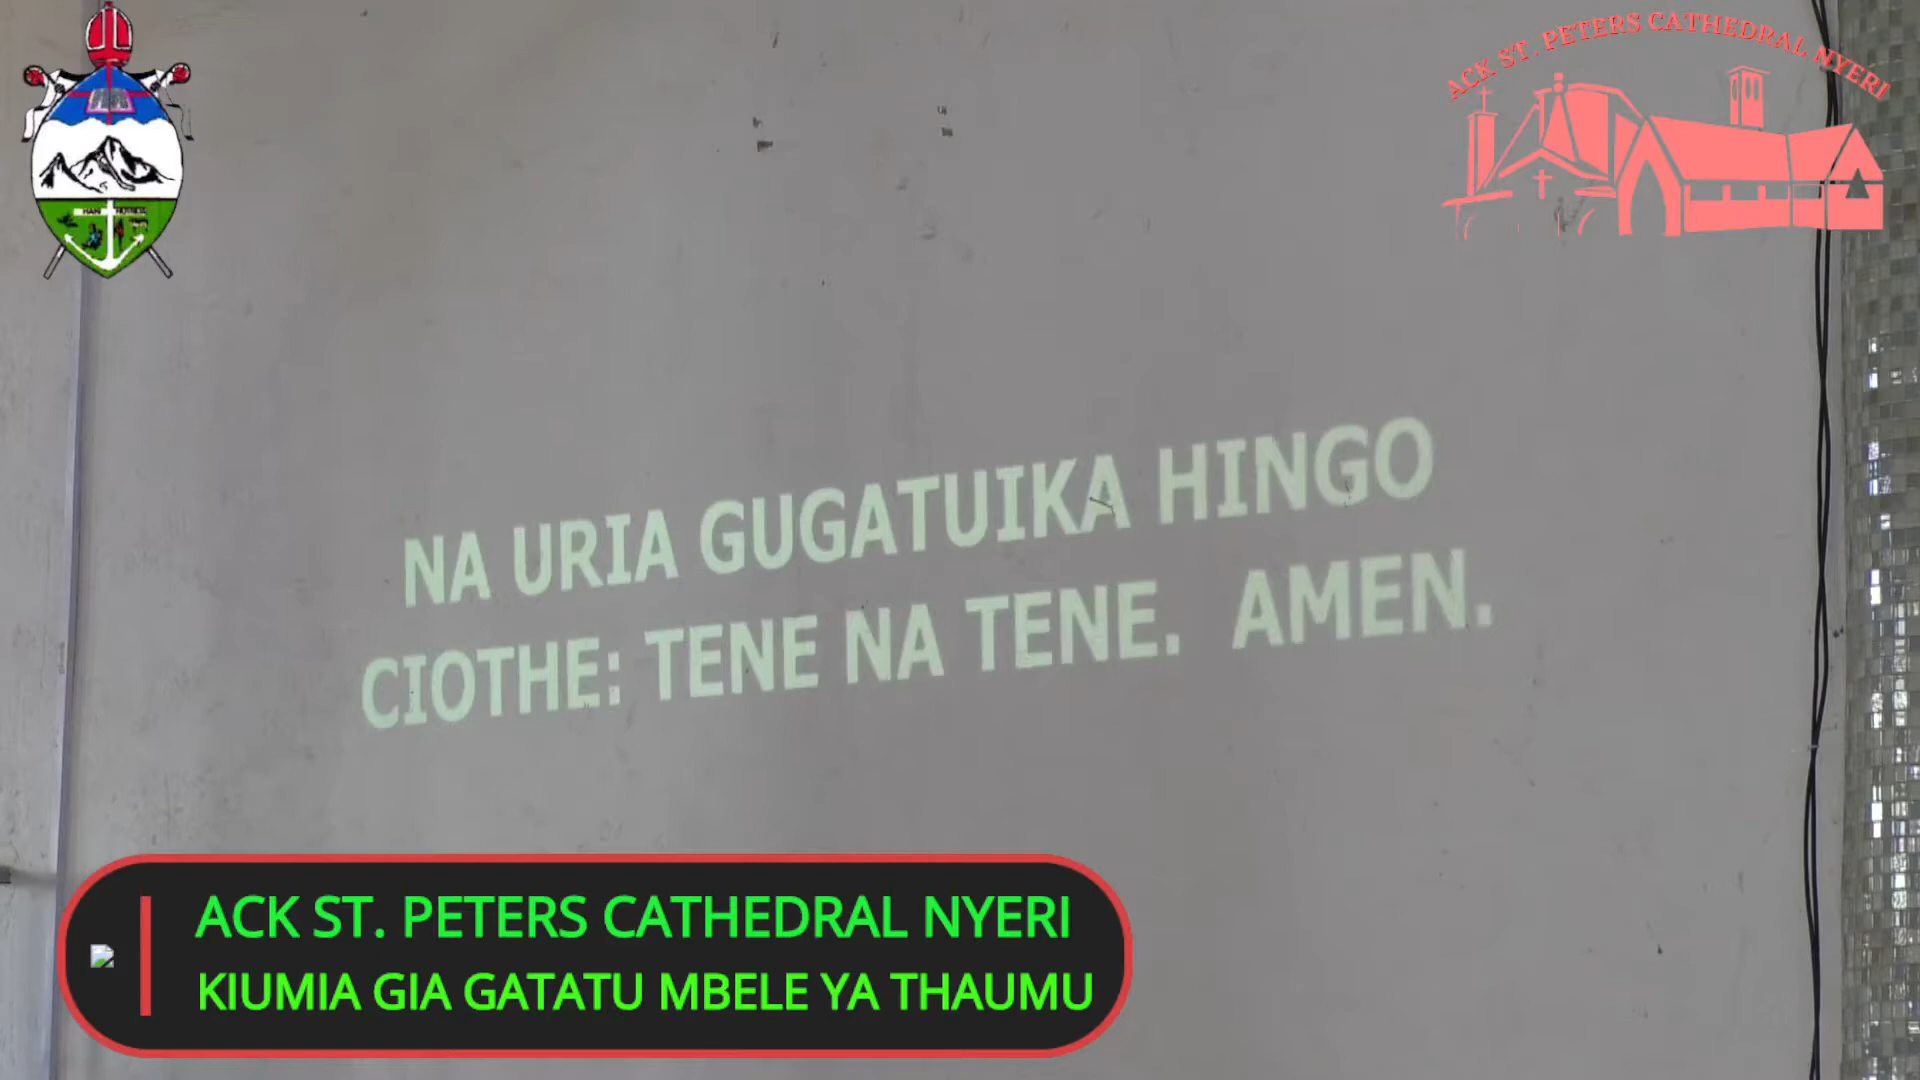 ACK ST. PETERS CATHEDRAL NYERI
NA URIA GUGATUIKA HINGO
CIOTHE: TENE NA TENE. AMEN.
ACK ST. PETERS CATHEDRAL NYERI
KIUMIA GIA GATATU MBELE YA THAUMU